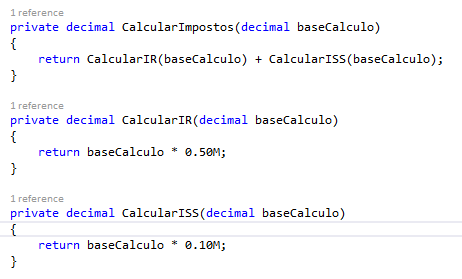 1 reference
private decimal CalcularImpostos(decimal baseCalculo)
{
    return CalcularIR(baseCalculo) + CalcularISS(baseCalculo);
}
1 reference
private decimal CalcularIR(decimal baseCalculo)
{
    return baseCalculo * 0.50M;
}
1 reference
private decimal CalcularISS(decimal baseCalculo)
{
    return baseCalculo * 0.10M;
}